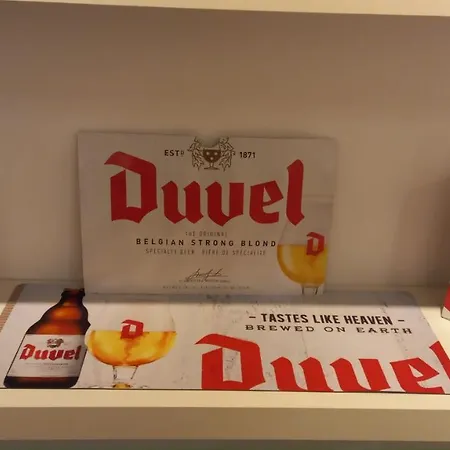 ESTD 1871
Duvel
THE ORIGINAL
BELGIAN STRONG BLOND
SPECIALTY BEER BIÈRE DE SPÉCIALITÉ
D
- TASTES LIKE HEAVEN -
BREWED ON EARTH
Duvel
D
Duvel